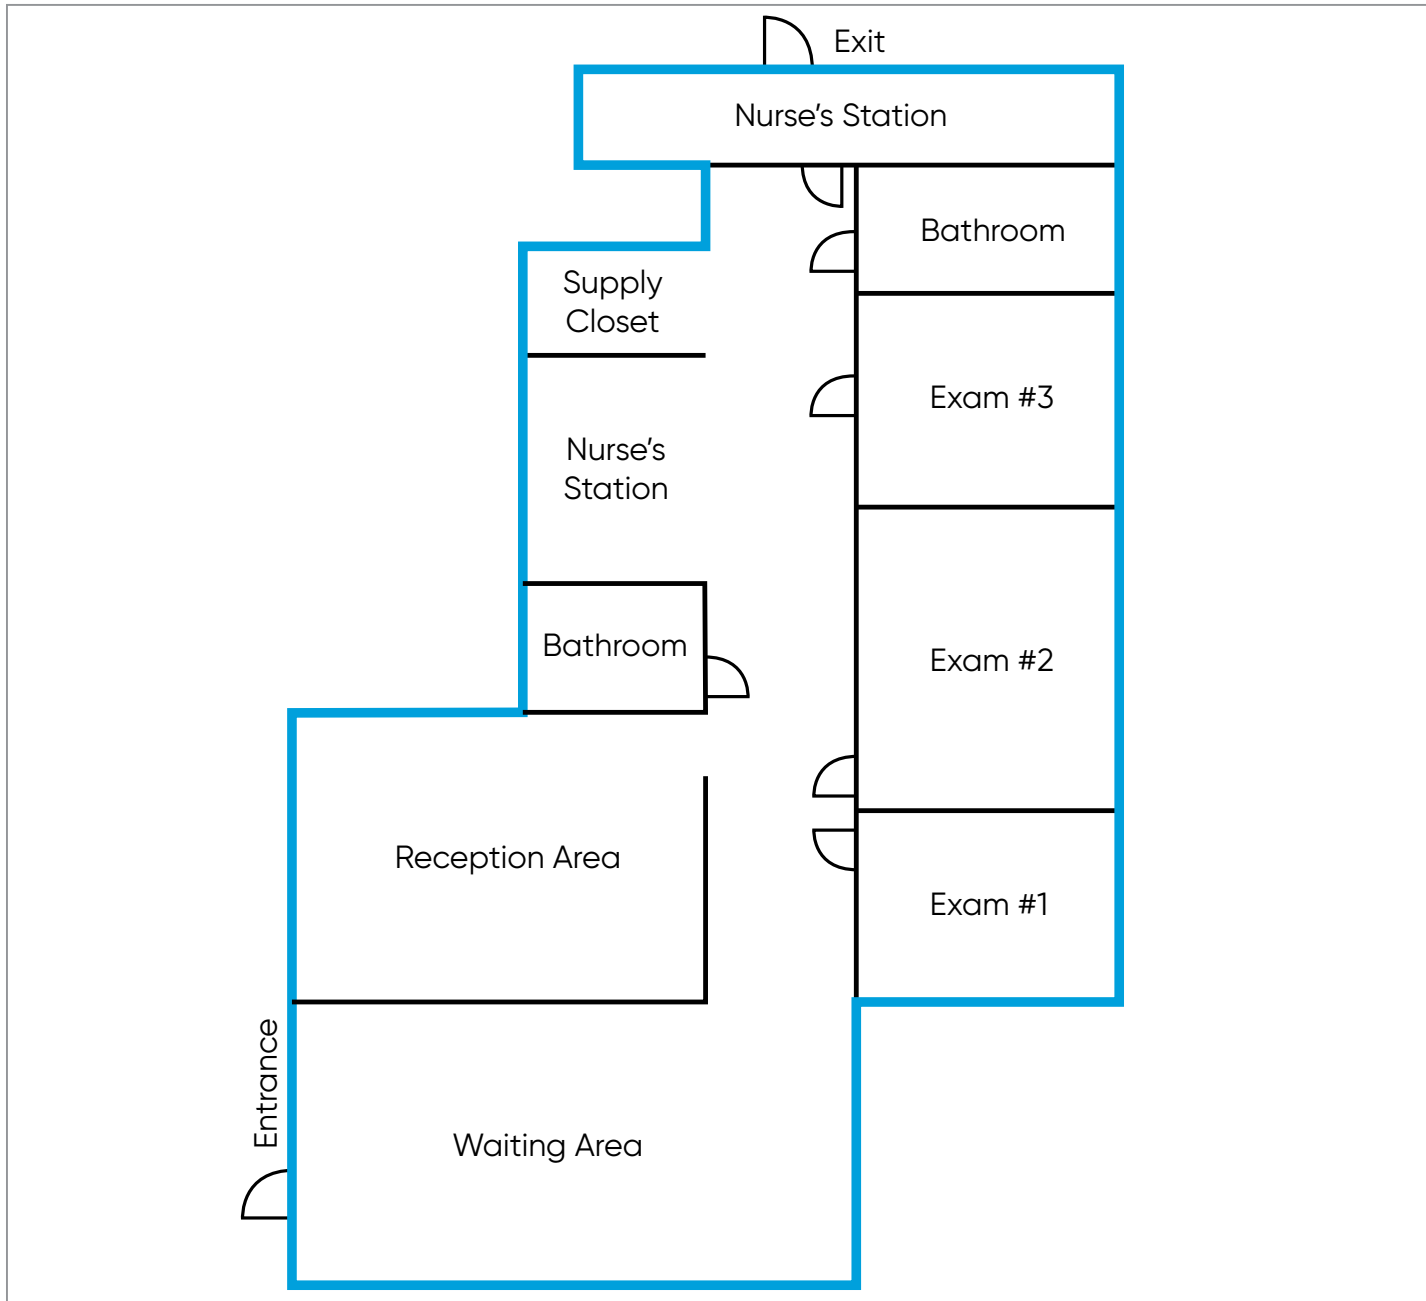 Exit
Nurse’s Station
Bathroom
Supply
Closet
Exam #3
Nurse’s
Station
Bathroom
Exam #2
Reception Area
Exam #1
Entrance
Waiting Area